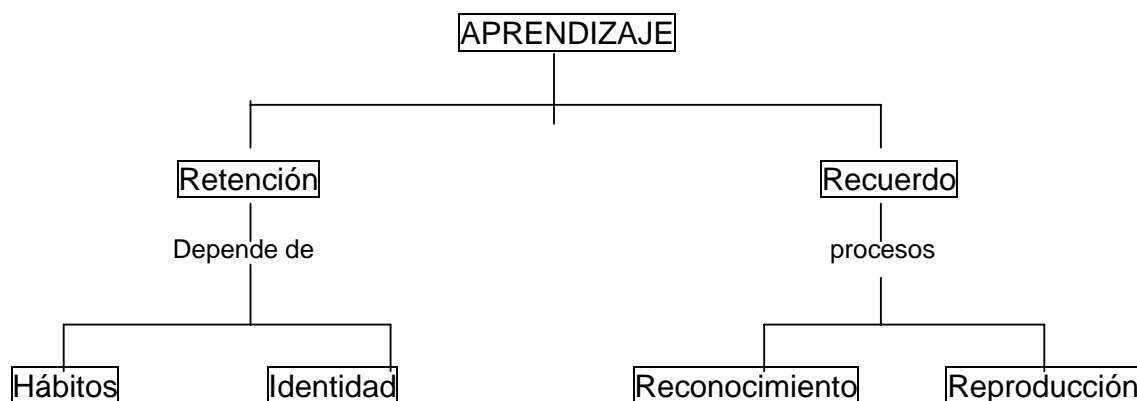 APRENDIZAJE
Retención Recuerdo
Depende de procesos
Hábitos Identidad Reconocimiento Reproducción